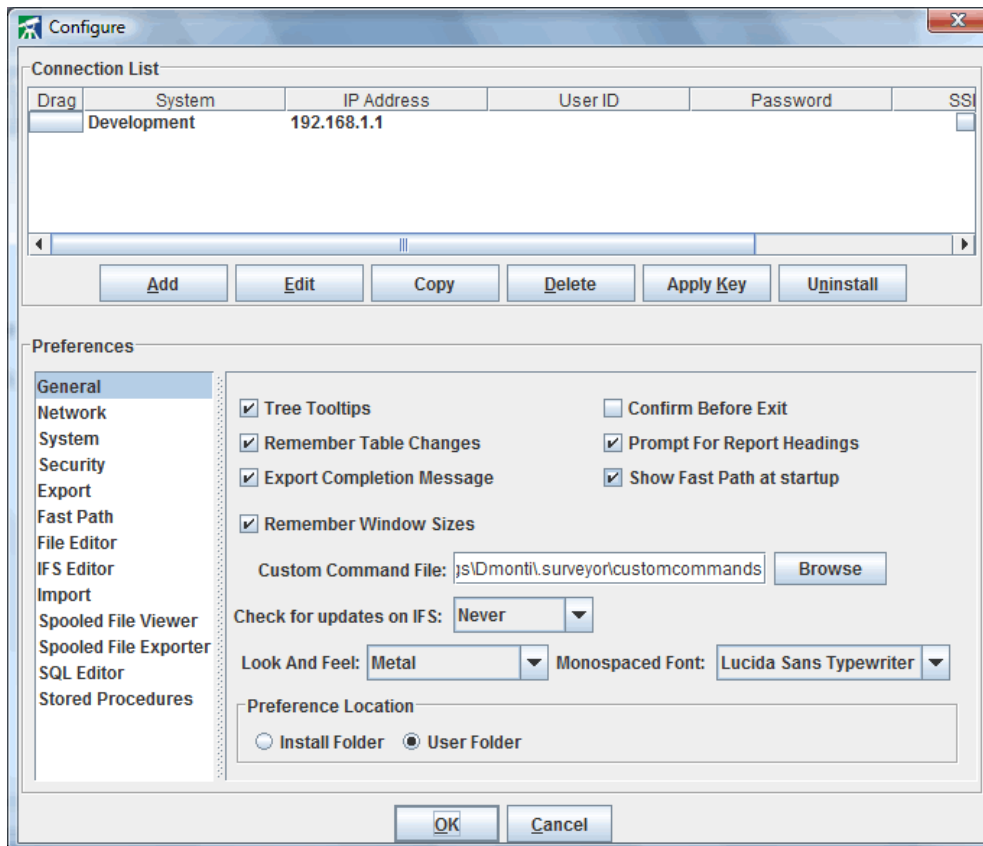 Configure
Connection List
Drag System IP Address User ID Password SSI
Development 192.168.1.1
Add Edit Copy Delete Apply Key Uninstall
Preferences
General
Network
System
Security
Export
Fast Path
File Editor
IFS Editor
Import
Spooled File Viewer
Spooled File Exporter
SQL Editor
Stored Procedures
Tree Tooltips Confirm Before Exit
Remember Table Changes Prompt For Report Headings
Export Completion Message Show Fast Path at startup
Remember Window Sizes
Custom Command File: gs\Dmonti\.surveyor\customcommands Browse
Check for updates on IFS: Never
Look And Feel: Metal Monospaced Font: Lucida Sans Typewriter
Preference Location
Install Folder User Folder
OK Cancel